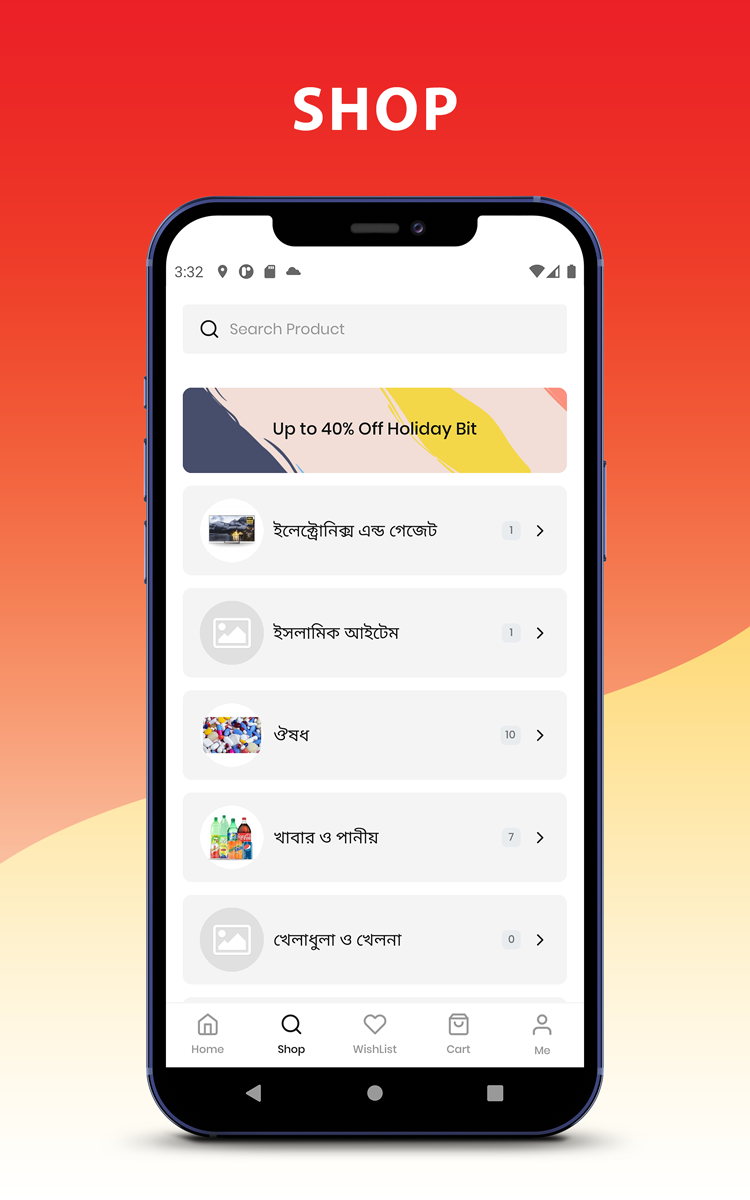 SHOP
3:32
Search Product
Up to 40% Off Holiday Bit
ইলেক্ট্রোনিক্স এন্ড গেজেট
1
ইসলামিক আইটেম
1
ঔষধ
10
খাবার ও পানীয়
7
খেলাধুলা ও খেলনা
0
Home
Shop
WishList
Cart
Me